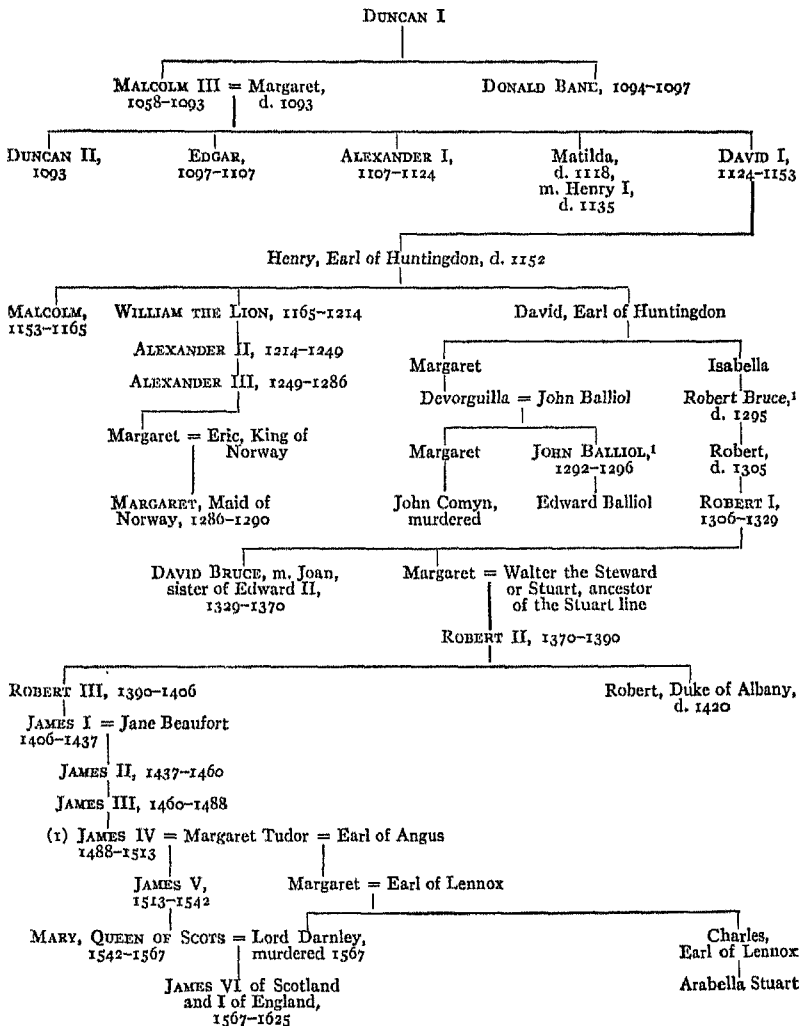 DUNCAN I
MALCOLM III = Margaret, DONALD BANE, 1094–1097
1058–1093 d. 1093
DUNCAN II, EDGAR, ALEXANDER I, Matilda, DAVID I,
1093 1097–1107 1107–1124 d. 1118, 1124–1153
m. Henry I,
d. 1135
Henry, Earl of Huntingdon, d. 1152
MALCOLM, WILLIAM THE LION, 1165–1214 David, Earl of Huntingdon
1153–1165
ALEXANDER II, 1214–1249
Margaret Isabella
ALEXANDER III, 1249–1286
Devorguilla = John Balliol Robert Bruce,¹
d. 1295
Margaret = Eric, King of Margaret JOHN BALLIOL,¹ Robert,
Norway 1292–1296 d. 1305
MARGARET, Maid of John Comyn, Edward Balliol ROBERT I,
Norway, 1286–1290 murdered 1306–1329
DAVID BRUCE, m. Joan, Margaret = Walter the Steward
sister of Edward II, or Stuart, ancestor
1329–1370 of the Stuart line
ROBERT II, 1370–1390
ROBERT III, 1390–1406 Robert, Duke of Albany,
d. 1420
JAMES I = Jane Beaufort
1406–1437
JAMES II, 1437–1460
JAMES III, 1460–1488
(1) JAMES IV = Margaret Tudor = Earl of Angus
1488–1513
JAMES V, Margaret = Earl of Lennox
1513–1542
MARY, QUEEN OF SCOTS = Lord Darnley, Charles,
1542–1567 murdered 1567 Earl of Lennox
JAMES VI of Scotland Arabella Stuart
and I of England,
1567–1625